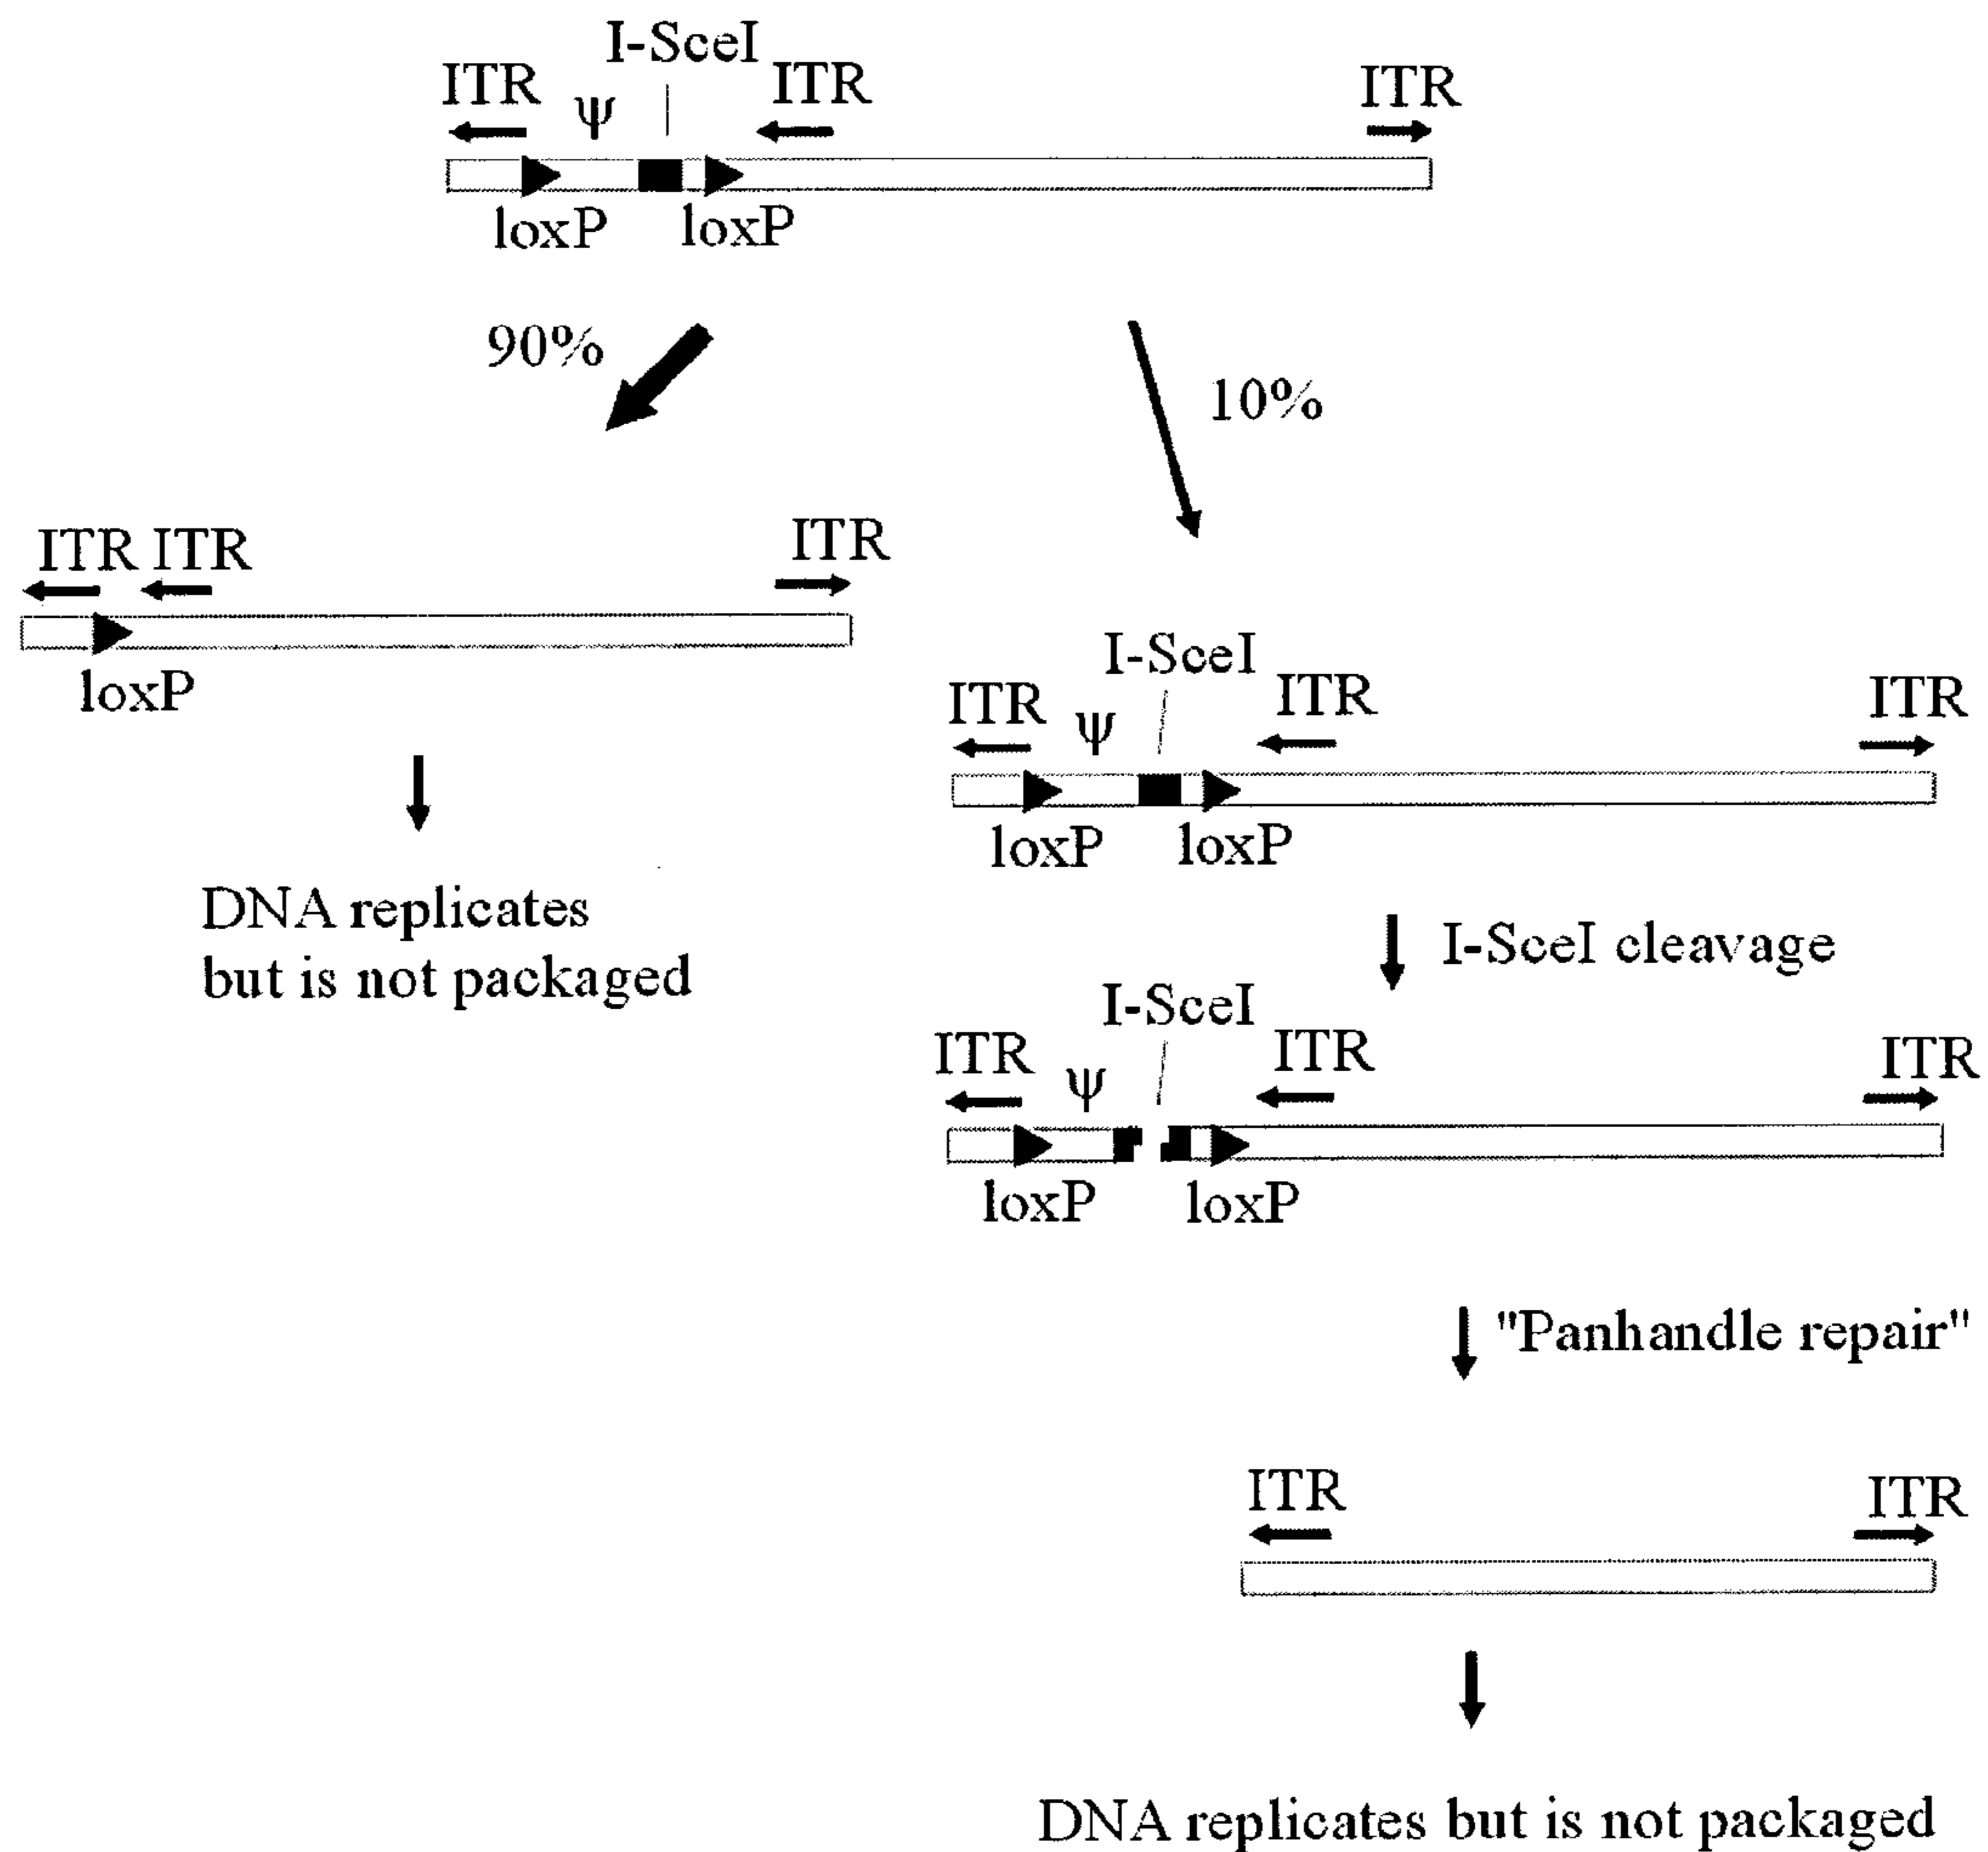 I-SceI
ITR ψ ITR ITR
loxP loxP
90%
10%
ITR ITR ITR
loxP
DNA replicates
but is not packaged
I-SceI
ITR ψ ITR ITR
loxP loxP
I-SceI cleavage
I-SceI
ITR ψ ITR ITR
loxP loxP
"Panhandle repair"
ITR ITR
DNA replicates but is not packaged